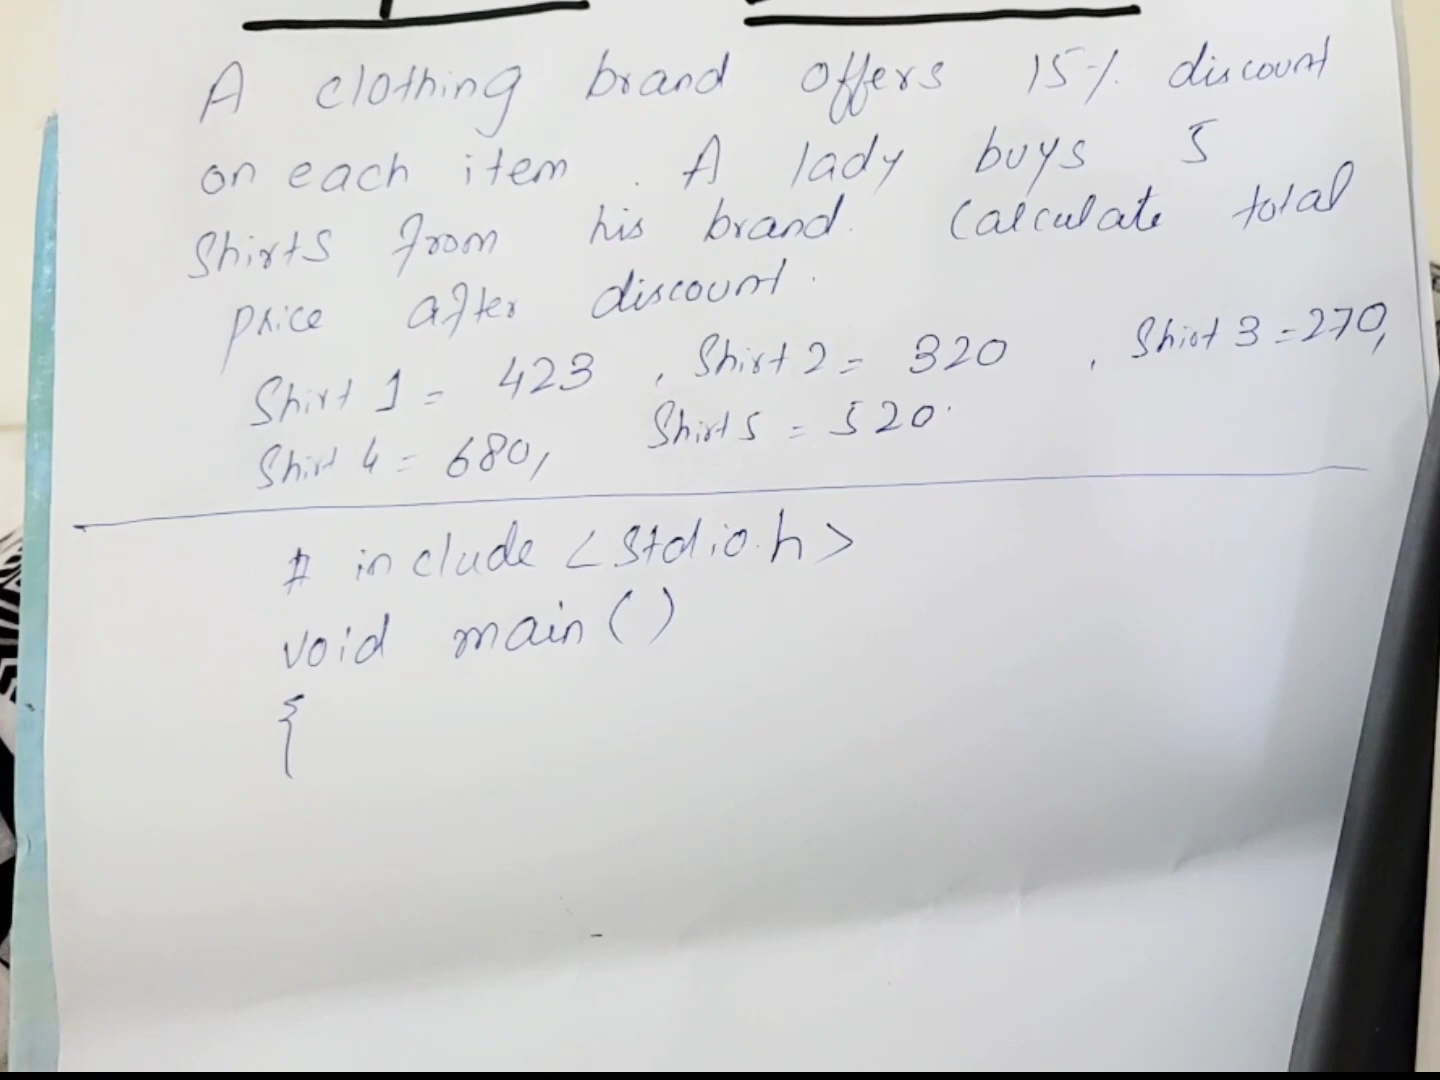 A clothing brand offers 15% discount
on each item. A lady buys 5
Shirts from his brand. Calculate total
price after discount.
Shirt 1 = 423, Shirt 2 = 320, Shirt 3 = 270,
Shirt 4 = 680, Shirt 5 = 520.
# include <stdio.h>
void main()
{